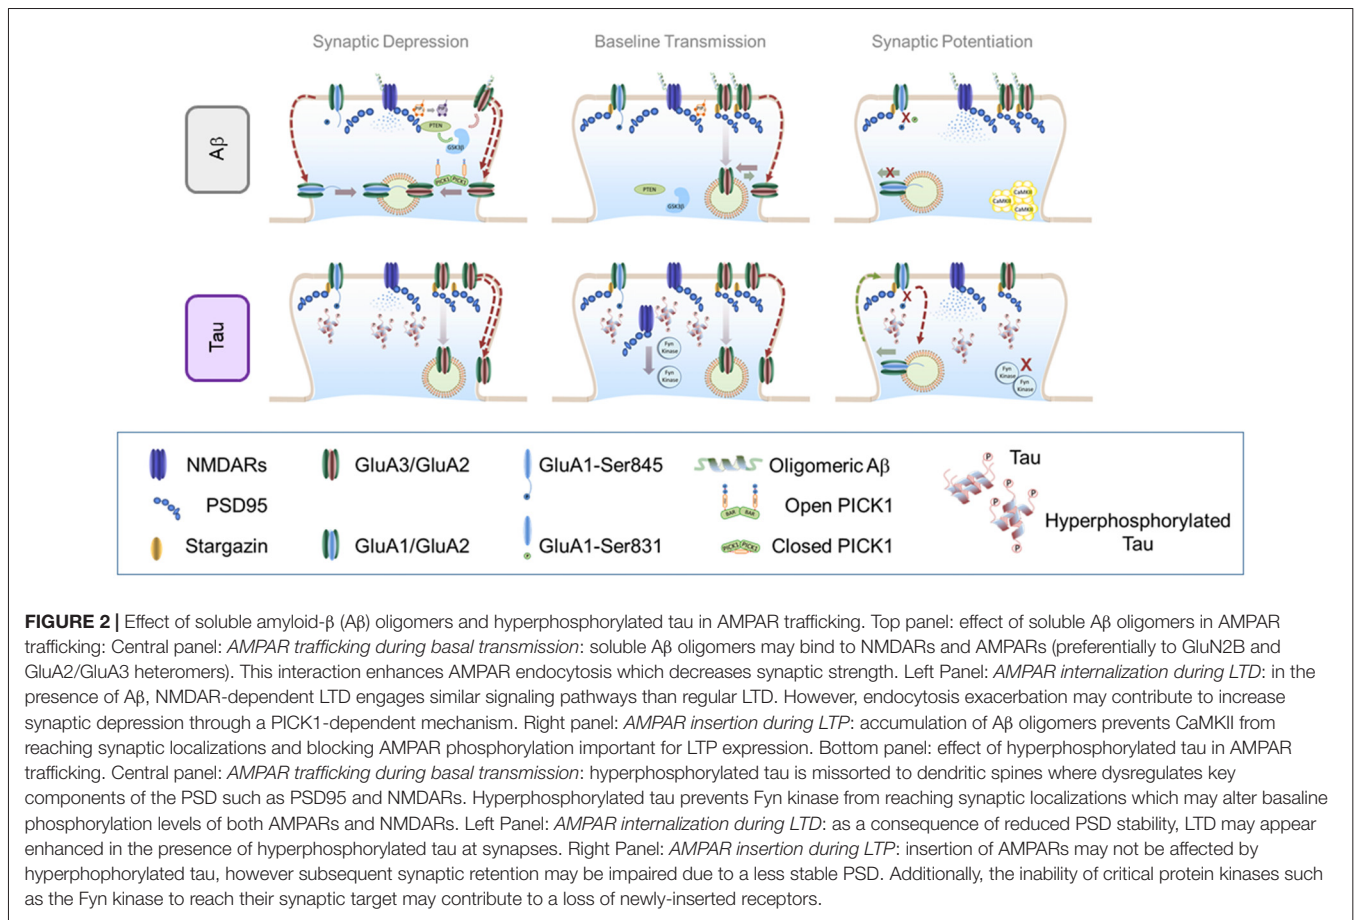 Synaptic Depression
Baseline Transmission
Synaptic Potentiation
Aβ
PTEN
GSK3β
PICK1 PICK1
PTEN
GSK3β
X
X
CaMKII
CaMKII
CaMKII
Tau
Fyn
Kinase
Fyn
Kinase
X
X
Fyn
Kinase
Fyn
Kinase
NMDARs
GluA3/GluA2
GluA1-Ser845
Oligomeric Aβ
Tau
P
P
P
P
P
P
P
PSD95
BAR BAR
Open PICK1
Hyperphosphorylated
Tau
Stargazin
GluA1/GluA2
GluA1-Ser831
PICK1 PICK1
Closed PICK1
FIGURE 2 | Effect of soluble amyloid-β (Aβ) oligomers and hyperphosphorylated tau in AMPAR trafficking. Top panel: effect of soluble Aβ oligomers in AMPAR
trafficking: Central panel: AMPAR trafficking during basal transmission: soluble Aβ oligomers may bind to NMDARs and AMPARs (preferentially to GluN2B and
GluA2/GluA3 heteromers). This interaction enhances AMPAR endocytosis which decreases synaptic strength. Left Panel: AMPAR internalization during LTD: in the
presence of Aβ, NMDAR-dependent LTD engages similar signaling pathways than regular LTD. However, endocytosis exacerbation may contribute to increase
synaptic depression through a PICK1-dependent mechanism. Right panel: AMPAR insertion during LTP: accumulation of Aβ oligomers prevents CaMKII from
reaching synaptic localizations and blocking AMPAR phosphorylation important for LTP expression. Bottom panel: effect of hyperphosphorylated tau in AMPAR
trafficking. Central panel: AMPAR trafficking during basal transmission: hyperphosphorylated tau is missorted to dendritic spines where dysregulates key
components of the PSD such as PSD95 and NMDARs. Hyperphosphorylated tau prevents Fyn kinase from reaching synaptic localizations which may alter basaline
phosphorylation levels of both AMPARs and NMDARs. Left Panel: AMPAR internalization during LTD: as a consequence of reduced PSD stability, LTD may appear
enhanced in the presence of hyperphosphorylated tau at synapses. Right Panel: AMPAR insertion during LTP: insertion of AMPARs may not be affected by
hyperphophorylated tau, however subsequent synaptic retention may be impaired due to a less stable PSD. Additionally, the inability of critical protein kinases such
as the Fyn kinase to reach their synaptic target may contribute to a loss of newly-inserted receptors.